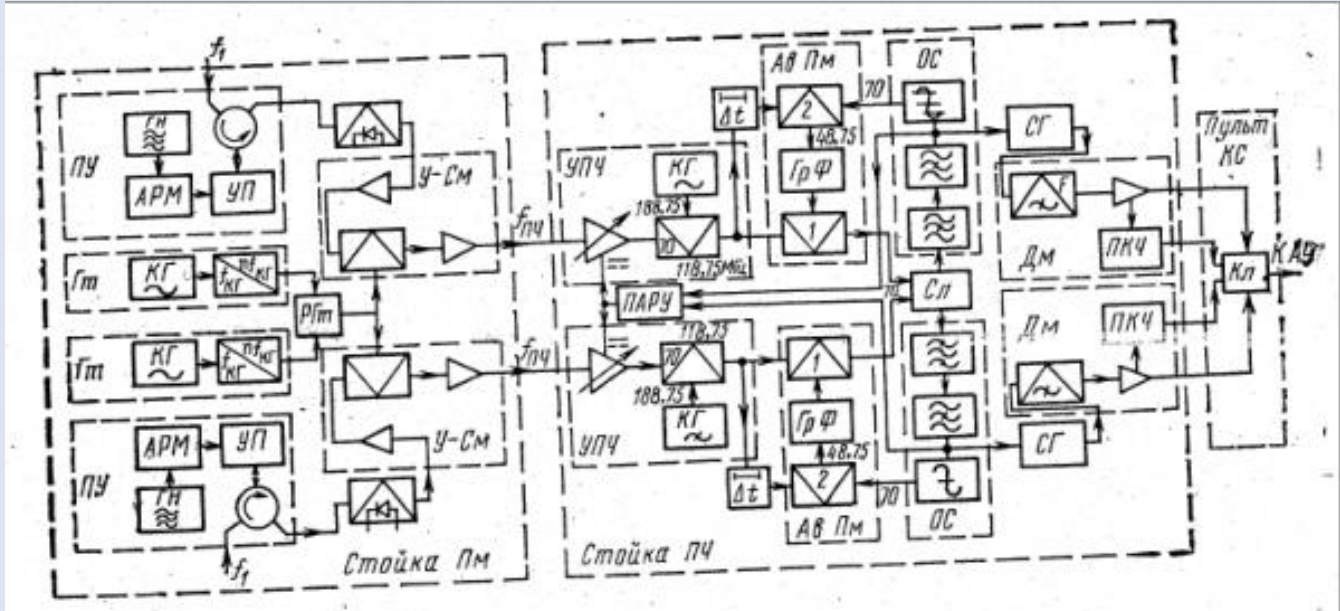 f₁
ПУ
ГН
АРМ
УП
У-См
Гт
КГ
nfкг
fкг
РГт
Гт
КГ
nfкг
fкг
ПУ
АРМ
УП
ГН
f₁
У-См
Стойка Пм
fПЧ
fПЧ
УПЧ
КГ
188.75
70
118,75МГц
ПАРУ
118.75
70
188.75
КГ
УПЧ
Δt
Δt
Ав Пм
2
48.75
ГрФ
1
70
ОС
Сл
1
ГрФ
48.75
2
70
Ав Пм
ОС
Стойка ПЧ
СГ
F
ПКЧ
Дм
Дм
ПКЧ
СГ
Пульт
КС
Кл